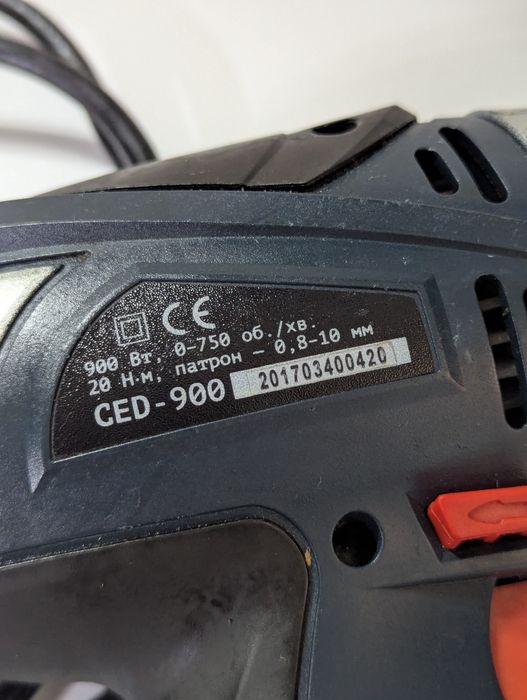 CE
900 Вт, 0-750 об./хв.
20 Н·м, патрон – 0,8-10 мм
CED-900 201703400420